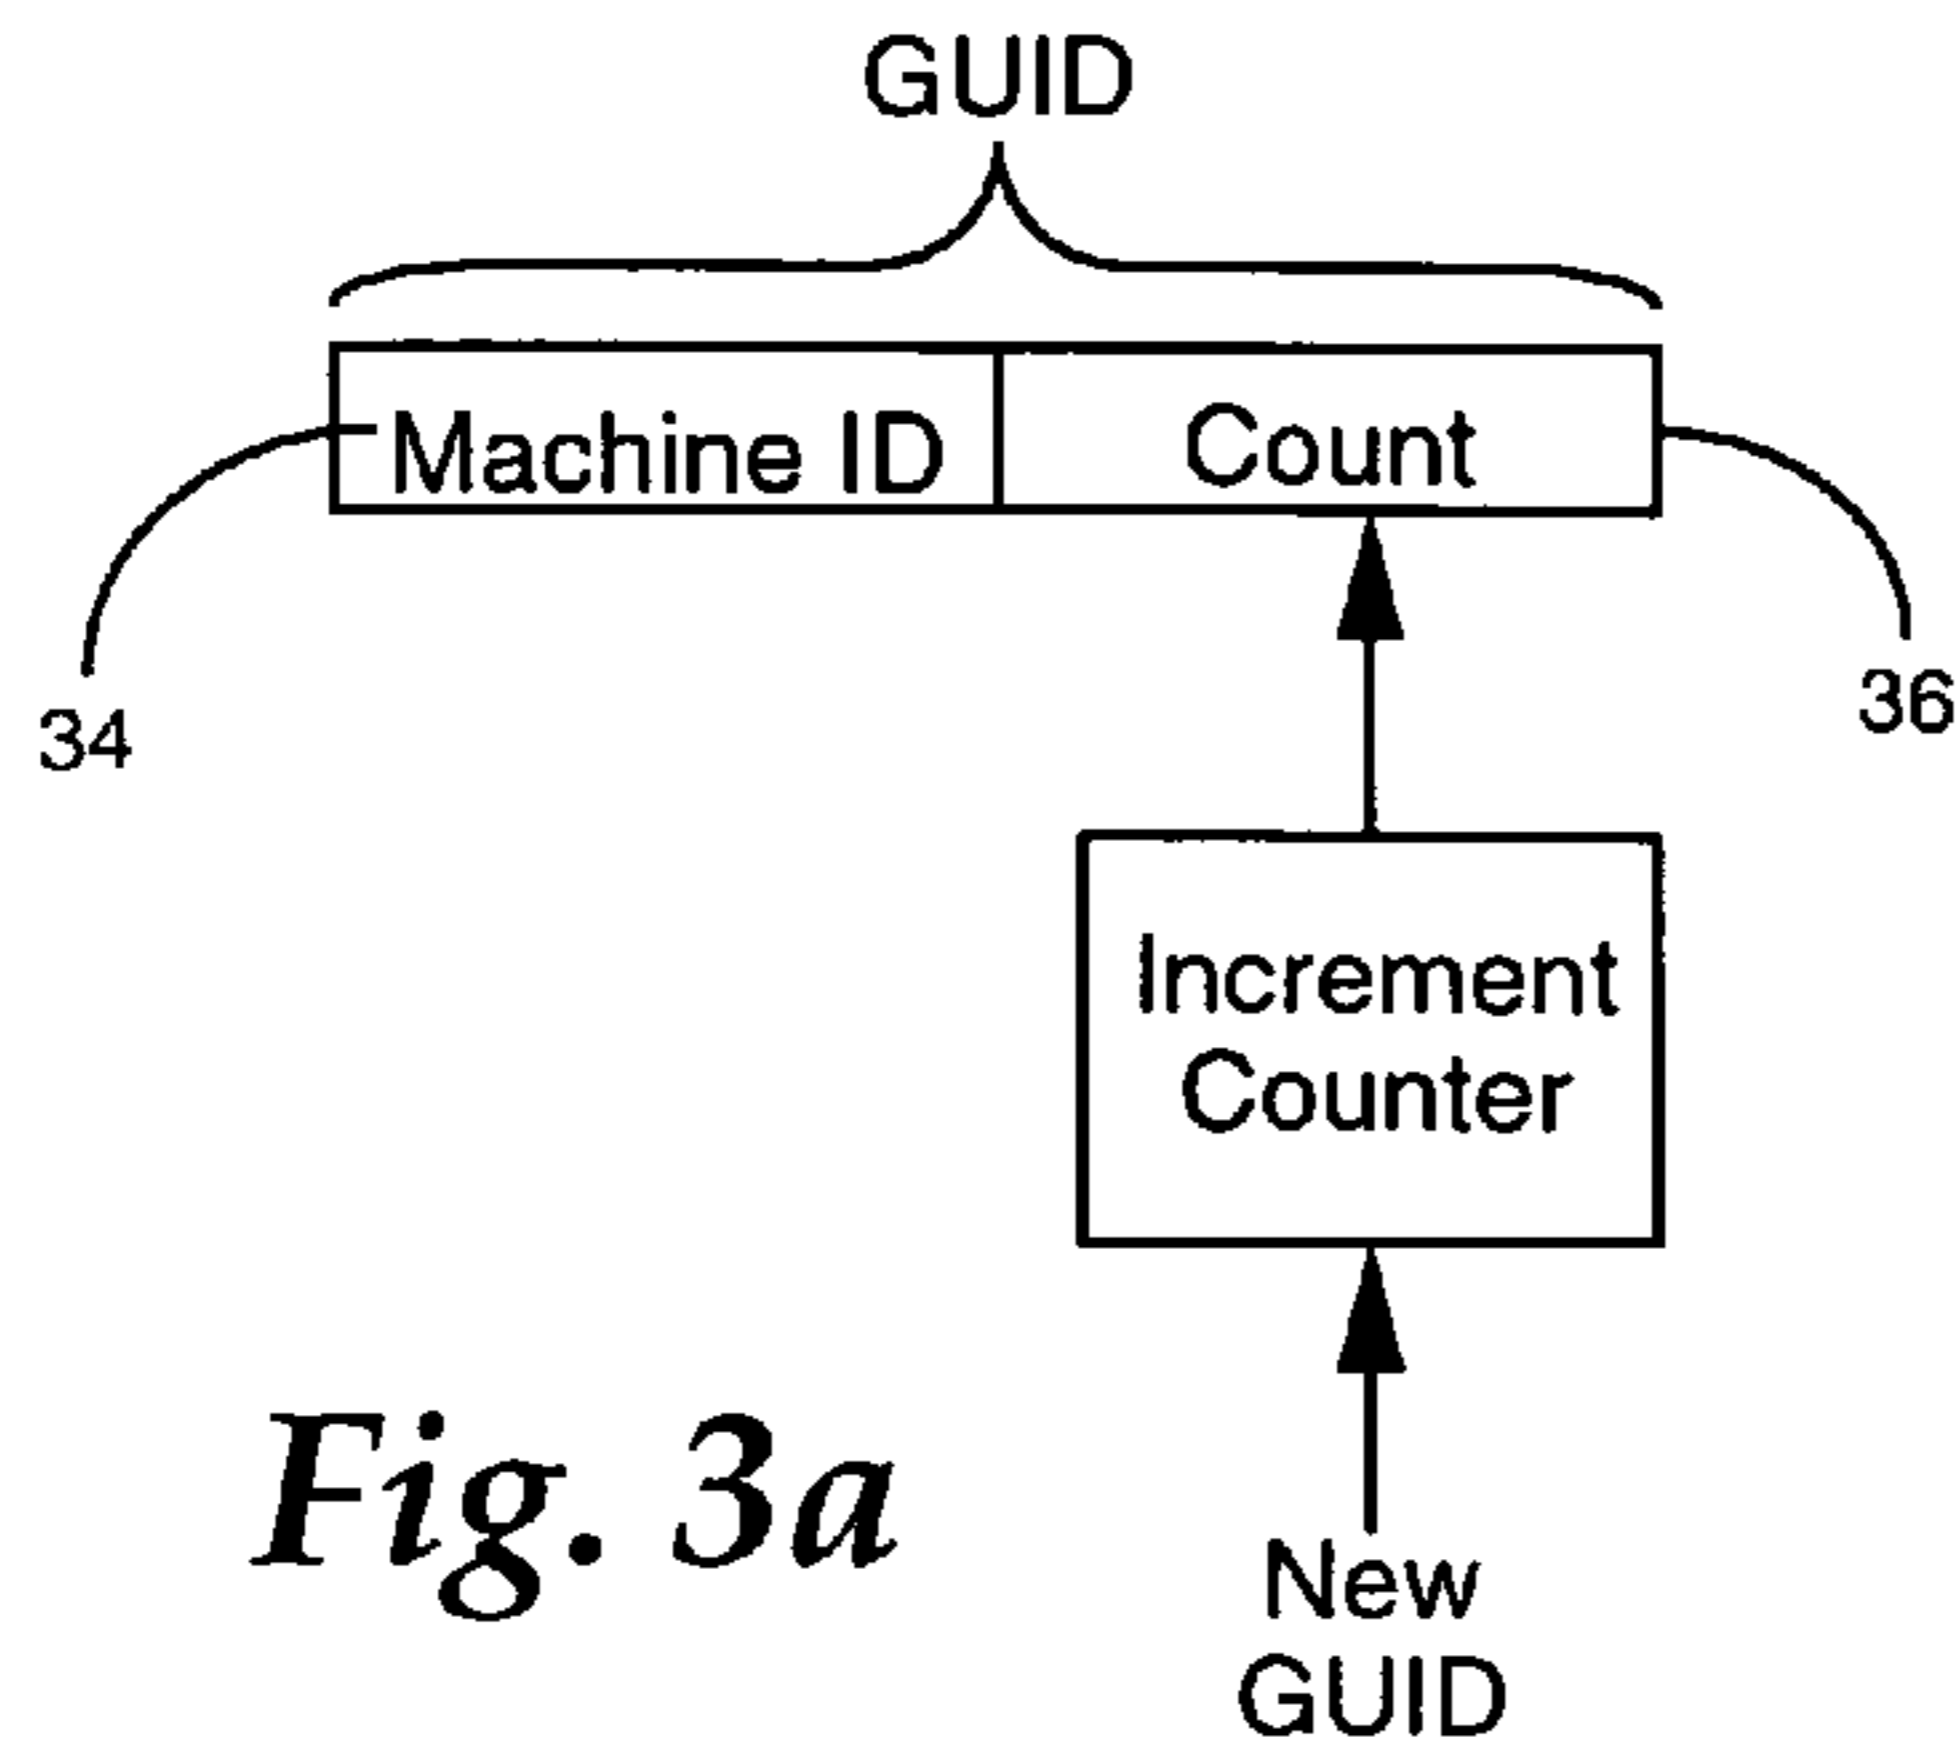 GUID
Machine ID
Count
34
36
Increment
Counter
Fig. 3a
New
GUID